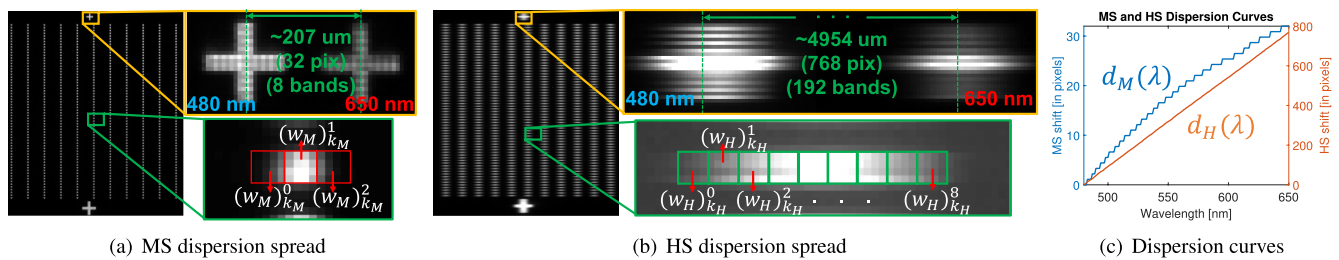 ~207 um
(32 pix)
(8 bands)
480 nm
650 nm
(w_M)^1_{k_M}
(w_M)^0_{k_M}
(w_M)^2_{k_M}
(a) MS dispersion spread
. . .
~4954 um
(768 pix)
(192 bands)
480 nm
650 nm
(w_H)^1_{k_H}
(w_H)^0_{k_H}
(w_H)^2_{k_H}
. . .
(w_H)^8_{k_H}
(b) HS dispersion spread
MS and HS Dispersion Curves
MS shift [in pixels]
30
20
10
0
d_M(λ)
d_H(λ)
800
600
400
200
0
HS shift [in pixels]
500
550
600
650
Wavelength [nm]
(c) Dispersion curves